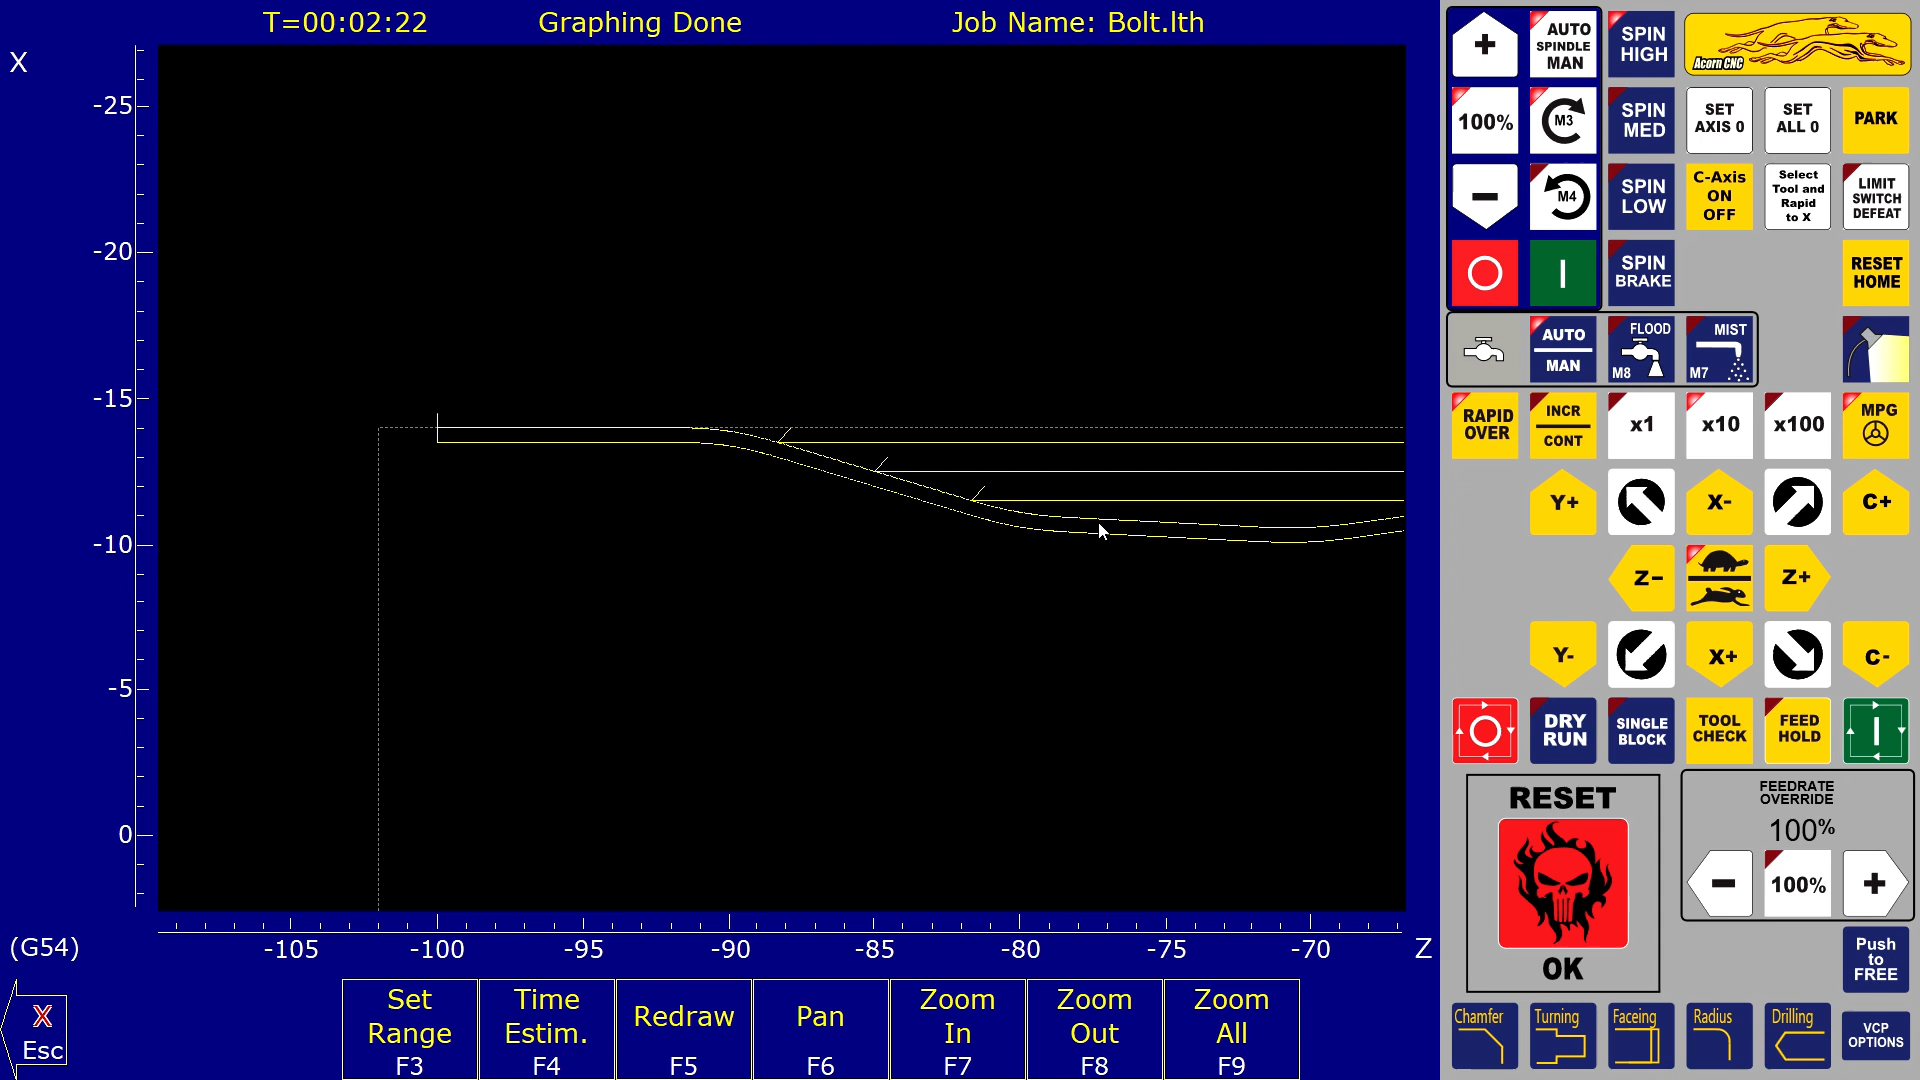 T=00:02:22 Graphing Done Job Name: Bolt.lth
X
-25
-20
-15
-10
-5
0
-105 -100 -95 -90 -85 -80 -75 -70 Z
(G54)
X
Esc
Set
Range
F3
Time
Estim.
F4
Redraw
F5
Pan
F6
Zoom
In
F7
Zoom
Out
F8
Zoom
All
F9
+
AUTO
SPINDLE
MAN
SPIN
HIGH
Acorn CNC
100%
M3
SPIN
MED
SET
AXIS 0
SET
ALL 0
PARK
−
M4
SPIN
LOW
C-Axis
ON
OFF
Select
Tool and
Rapid
to X
LIMIT
SWITCH
DEFEAT
SPIN
BRAKE
RESET
HOME
AUTO
MAN
FLOOD
M8
MIST
M7
RAPID
OVER
INCR
CONT
x1
x10
x100
MPG
Y+
X-
C+
Z−
Z+
Y-
X+
C-
DRY
RUN
SINGLE
BLOCK
TOOL
CHECK
FEED
HOLD
RESET
OK
FEEDRATE
OVERRIDE
100%
−
100%
+
Push
to
FREE
Chamfer
Turning
Faceing
Radius
Drilling
VCP
OPTIONS